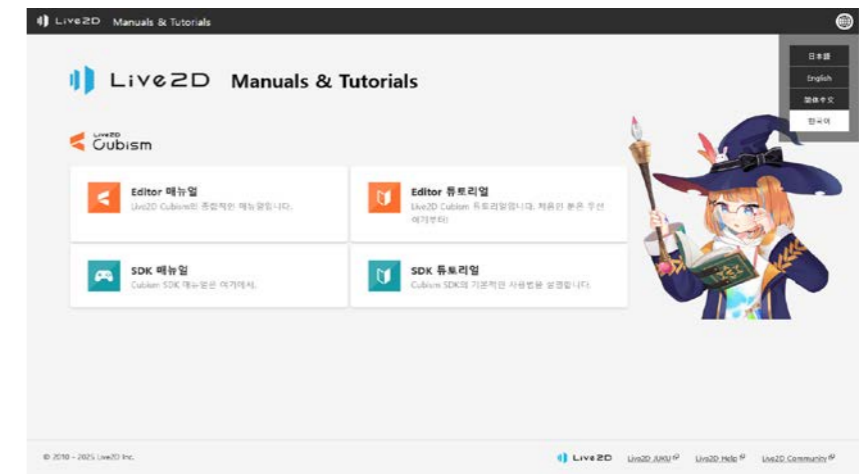 Live2D Manuals & Tutorials
日本語
English
简体中文
한국어
Live2D Manuals & Tutorials
Live2D
Cubism
Editor 매뉴얼
Live2D Cubism의 종합적인 매뉴얼입니다.
Editor 튜토리얼
Live2D Cubism 튜토리얼입니다. 처음인 분은 우선
여기부터!
SDK 매뉴얼
Cubism SDK 매뉴얼은 여기에서.
SDK 튜토리얼
Cubism SDK의 기본적인 사용법을 설명합니다.
© 2010 - 2025 Live2D Inc.
Live2D Live2D JUKU Live2D Help Live2D Community